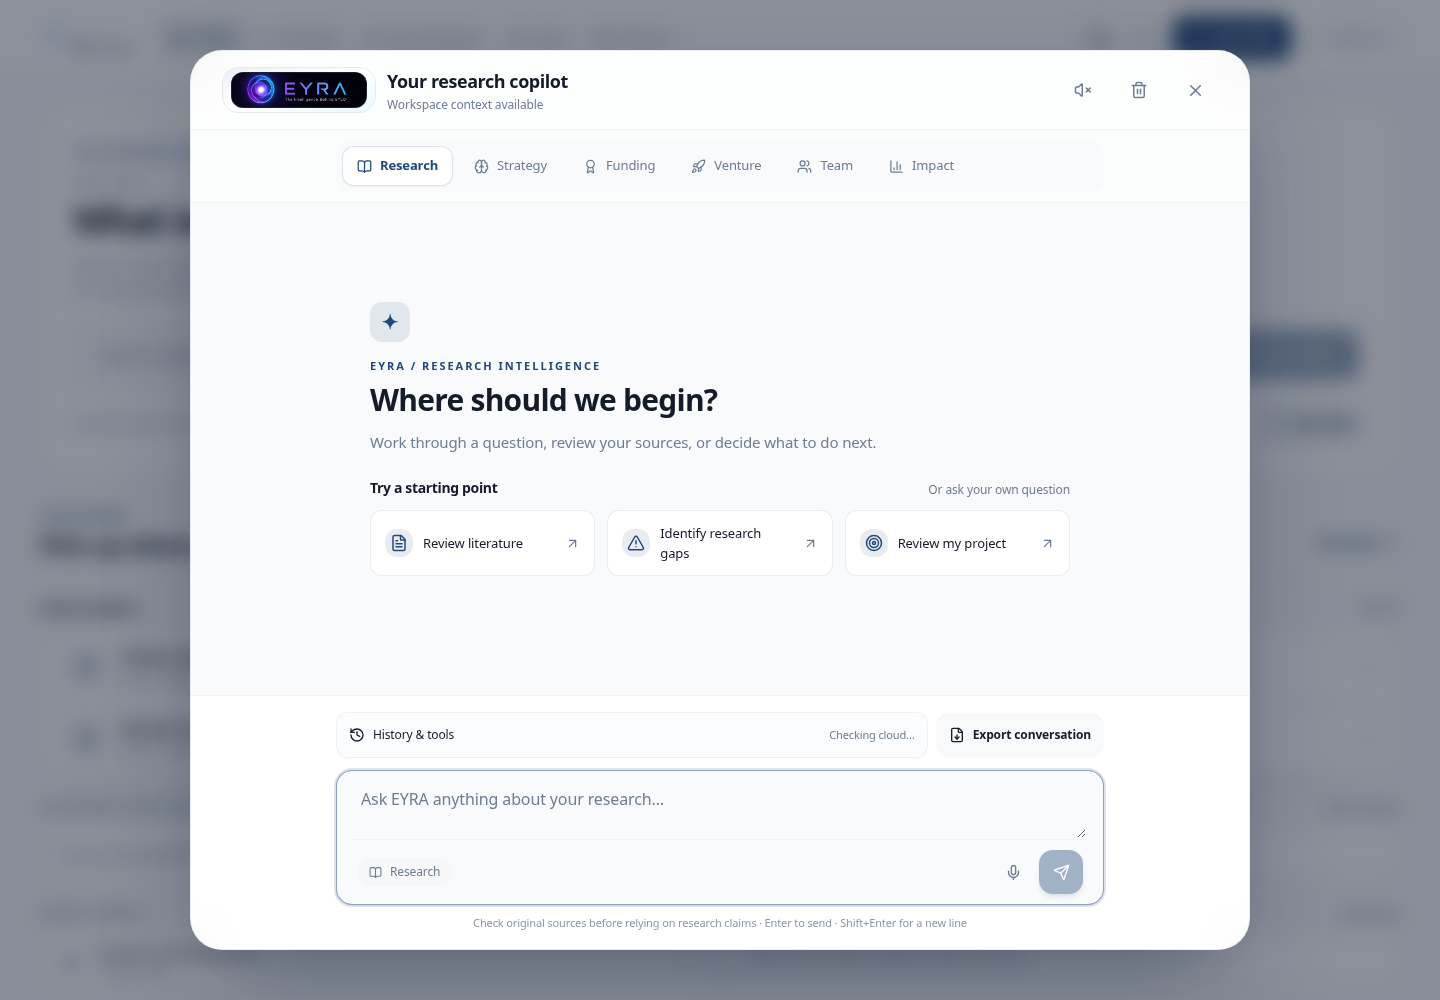 EYRA
Your research copilot
Workspace context available
Research
Strategy
Funding
Venture
Team
Impact
EYRA / RESEARCH INTELLIGENCE
Where should we begin?
Work through a question, review your sources, or decide what to do next.
Try a starting point
Or ask your own question
Review literature
Identify research
gaps
Review my project
History & tools
Checking cloud...
Export conversation
Ask EYRA anything about your research...
Research
Check original sources before relying on research claims · Enter to send · Shift+Enter for a new line